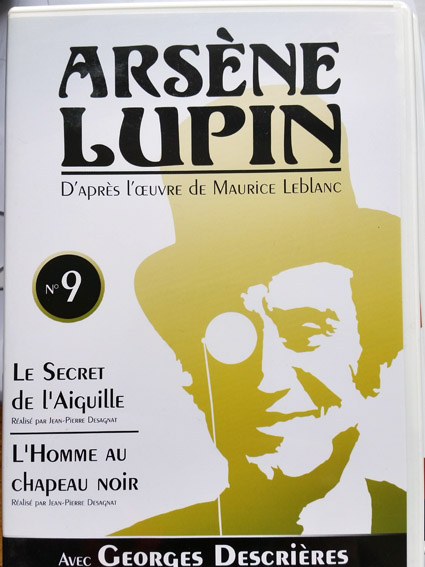 ARSÈNE
LUPIN
D'après l'œuvre de Maurice Leblanc
N° 9
Le Secret
de l'Aiguille
Réalisé par Jean-Pierre Desagnat
L'Homme au
chapeau noir
Réalisé par Jean-Pierre Desagnat
Avec Georges Descrières